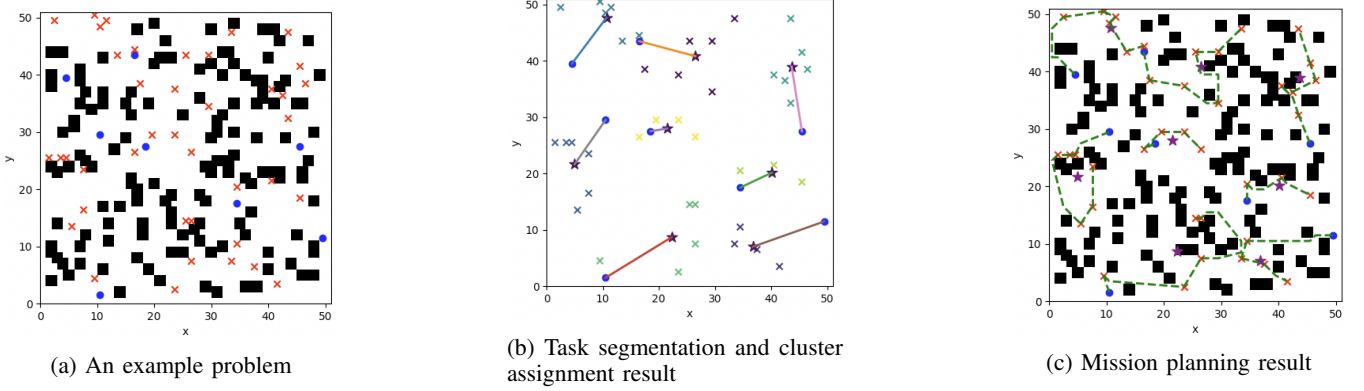 50
40
30
20
10
0
y
0 10 20 30 40 50
x
(a) An example problem
50
40
30
20
10
0
y
0 10 20 30 40 50
x
(b) Task segmentation and cluster
assignment result
50
40
30
20
10
0
y
0 10 20 30 40 50
x
(c) Mission planning result